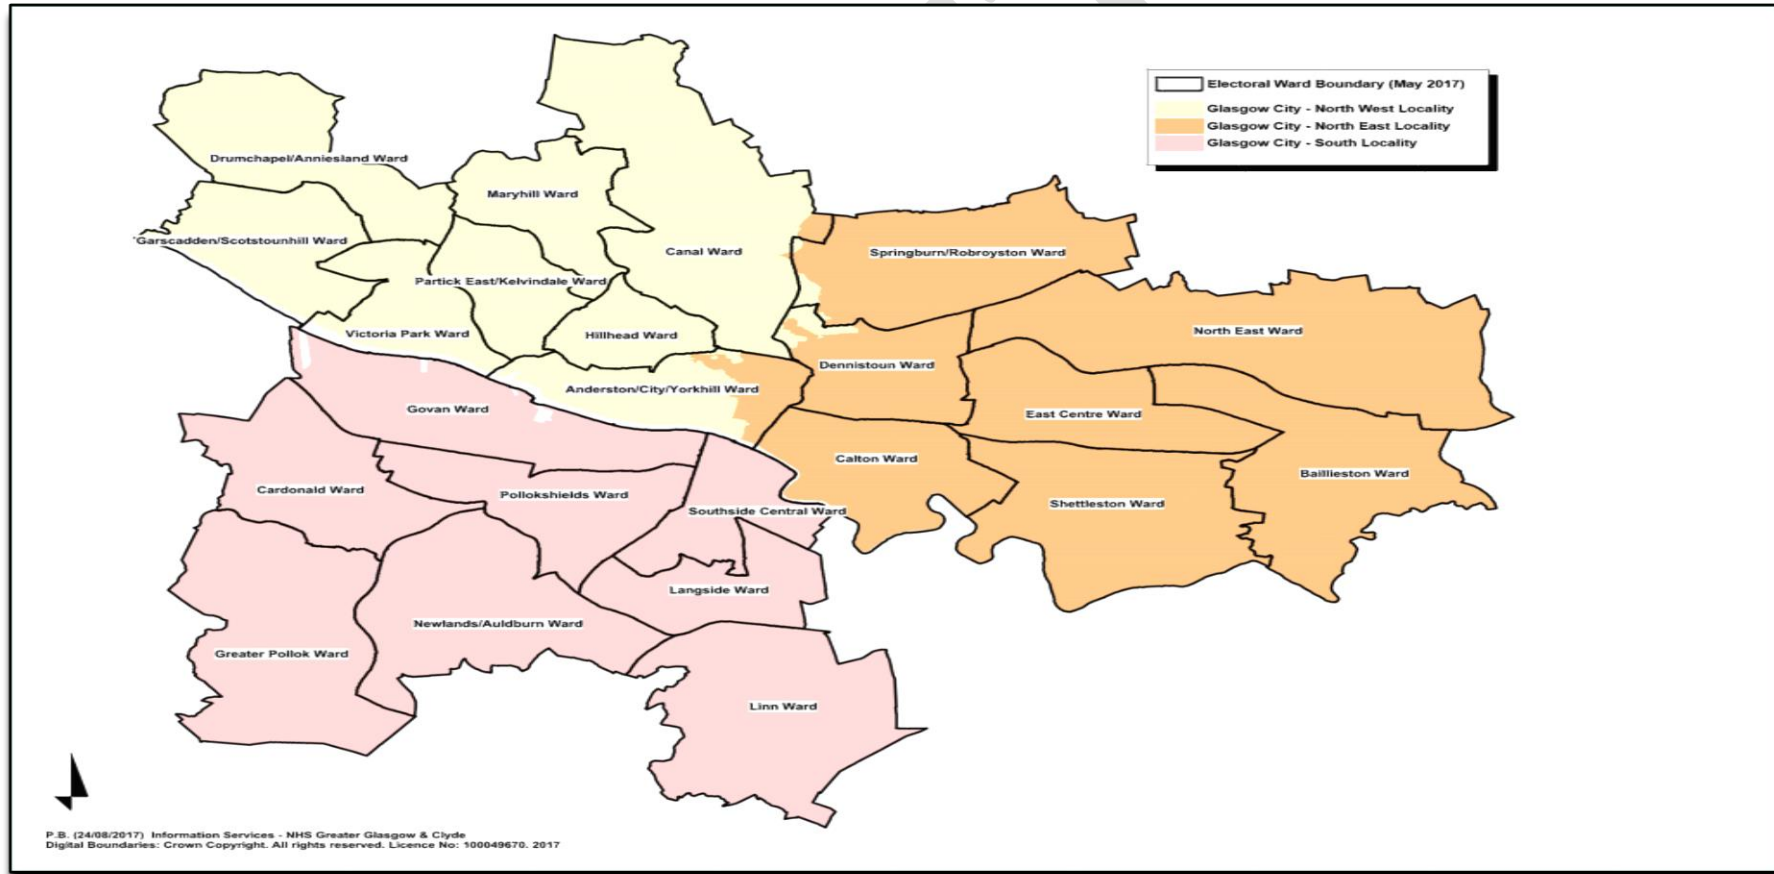 Electoral Ward Boundary (May 2017)
Glasgow City - North West Locality
Glasgow City - North East Locality
Glasgow City - South Locality
Drumchapel/Anniesland Ward
Maryhill Ward
Garscadden/Scotstounhill Ward
Canal Ward
Springburn/Robroyston Ward
Partick East/Kelvindale Ward
Victoria Park Ward
Hillhead Ward
North East Ward
Dennistoun Ward
Anderston/City/Yorkhill Ward
Govan Ward
East Centre Ward
Calton Ward
Baillieston Ward
Cardonald Ward
Pollokshields Ward
Shettleston Ward
Southside Central Ward
Langside Ward
Newlands/Auldburn Ward
Greater Pollok Ward
Linn Ward
P.B. (24/08/2017) Information Services - NHS Greater Glasgow & Clyde
Digital Boundaries: Crown Copyright. All rights reserved. Licence No: 100049670. 2017